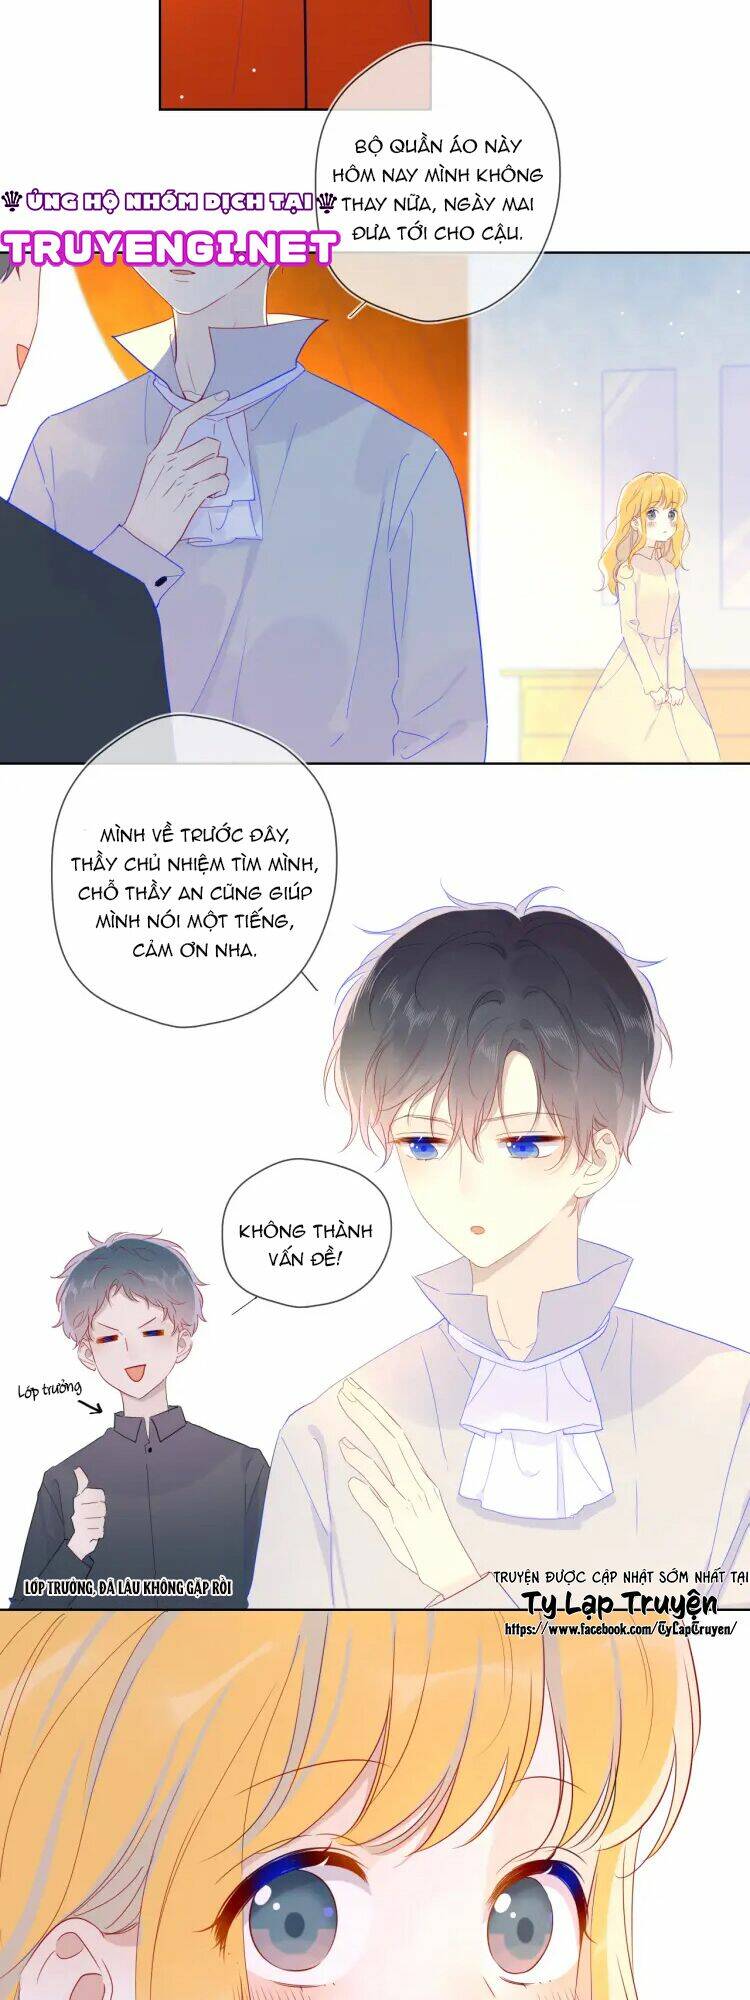 BỘ QUẦN ÁO NÀY
HÔM NAY MÌNH KHÔNG
THAY NỮA, NGÀY MAI
ĐƯA TỚI CHO CẬU.
ỦNG HỘ NHÓM DỊCH TẠI
TRUYENGI.NET
MÌNH VỀ TRƯỚC ĐÂY,
THẦY CHỦ NHIỆM TÌM MÌNH,
CHỖ THẦY AN CŨNG GIÚP
MÌNH NÓI MỘT TIẾNG,
CẢM ƠN NHA.
KHÔNG THÀNH
VẤN ĐỀ!
Lớp trưởng
LỚP TRƯỞNG, ĐÃ LÂU KHÔNG GẶP RỒI
TRUYỆN ĐƯỢC CẬP NHẬT SỚM NHẤT TẠI
Ty Lạp Truyện
https://www.facebook.com/TyLapTruyen/